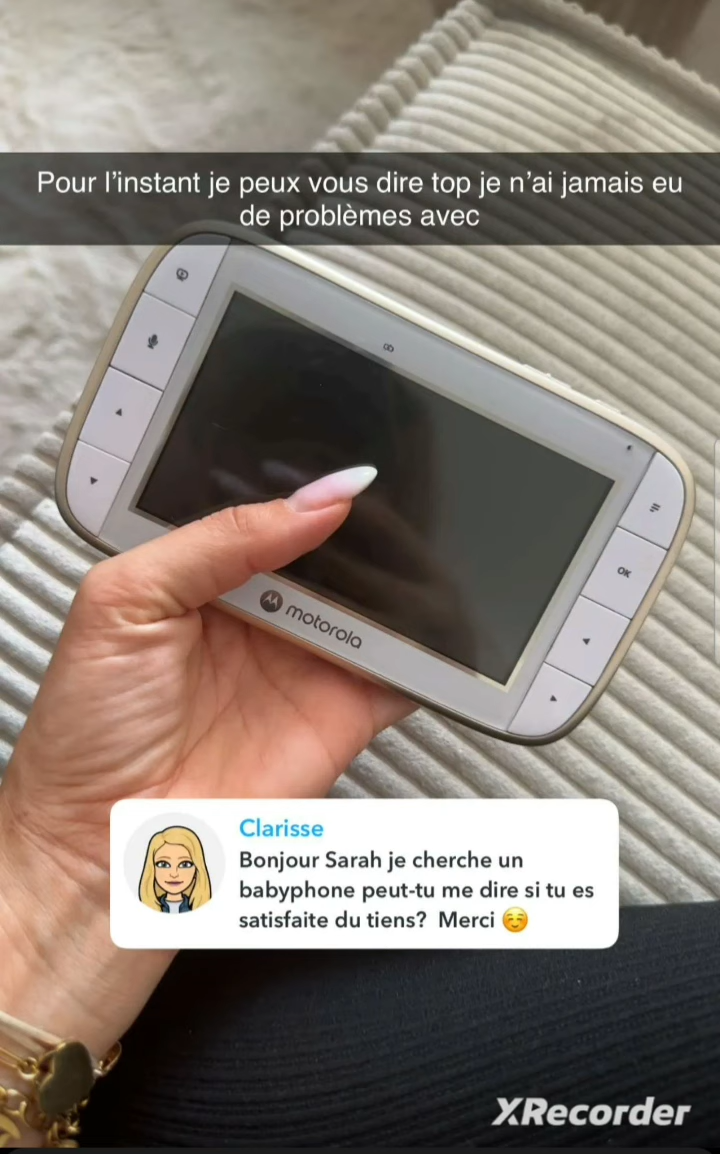 Pour l'instant je peux vous dire top je n'ai jamais eu
de problèmes avec
OK
motorola
Clarisse
Bonjour Sarah je cherche un
babyphone peut-tu me dire si tu es
satisfaite du tiens?  Merci ☺️
XRecorder